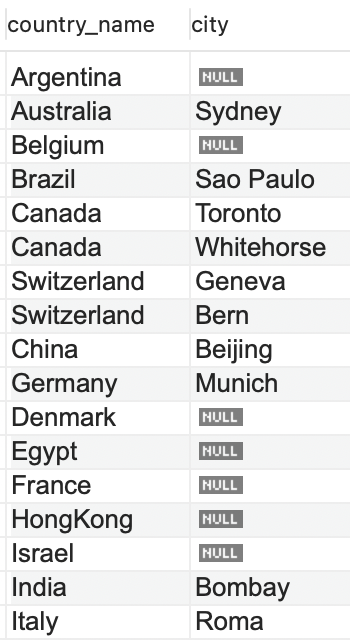 country_name city
Argentina NULL
Australia Sydney
Belgium NULL
Brazil Sao Paulo
Canada Toronto
Canada Whitehorse
Switzerland Geneva
Switzerland Bern
China Beijing
Germany Munich
Denmark NULL
Egypt NULL
France NULL
HongKong NULL
Israel NULL
India Bombay
Italy Roma